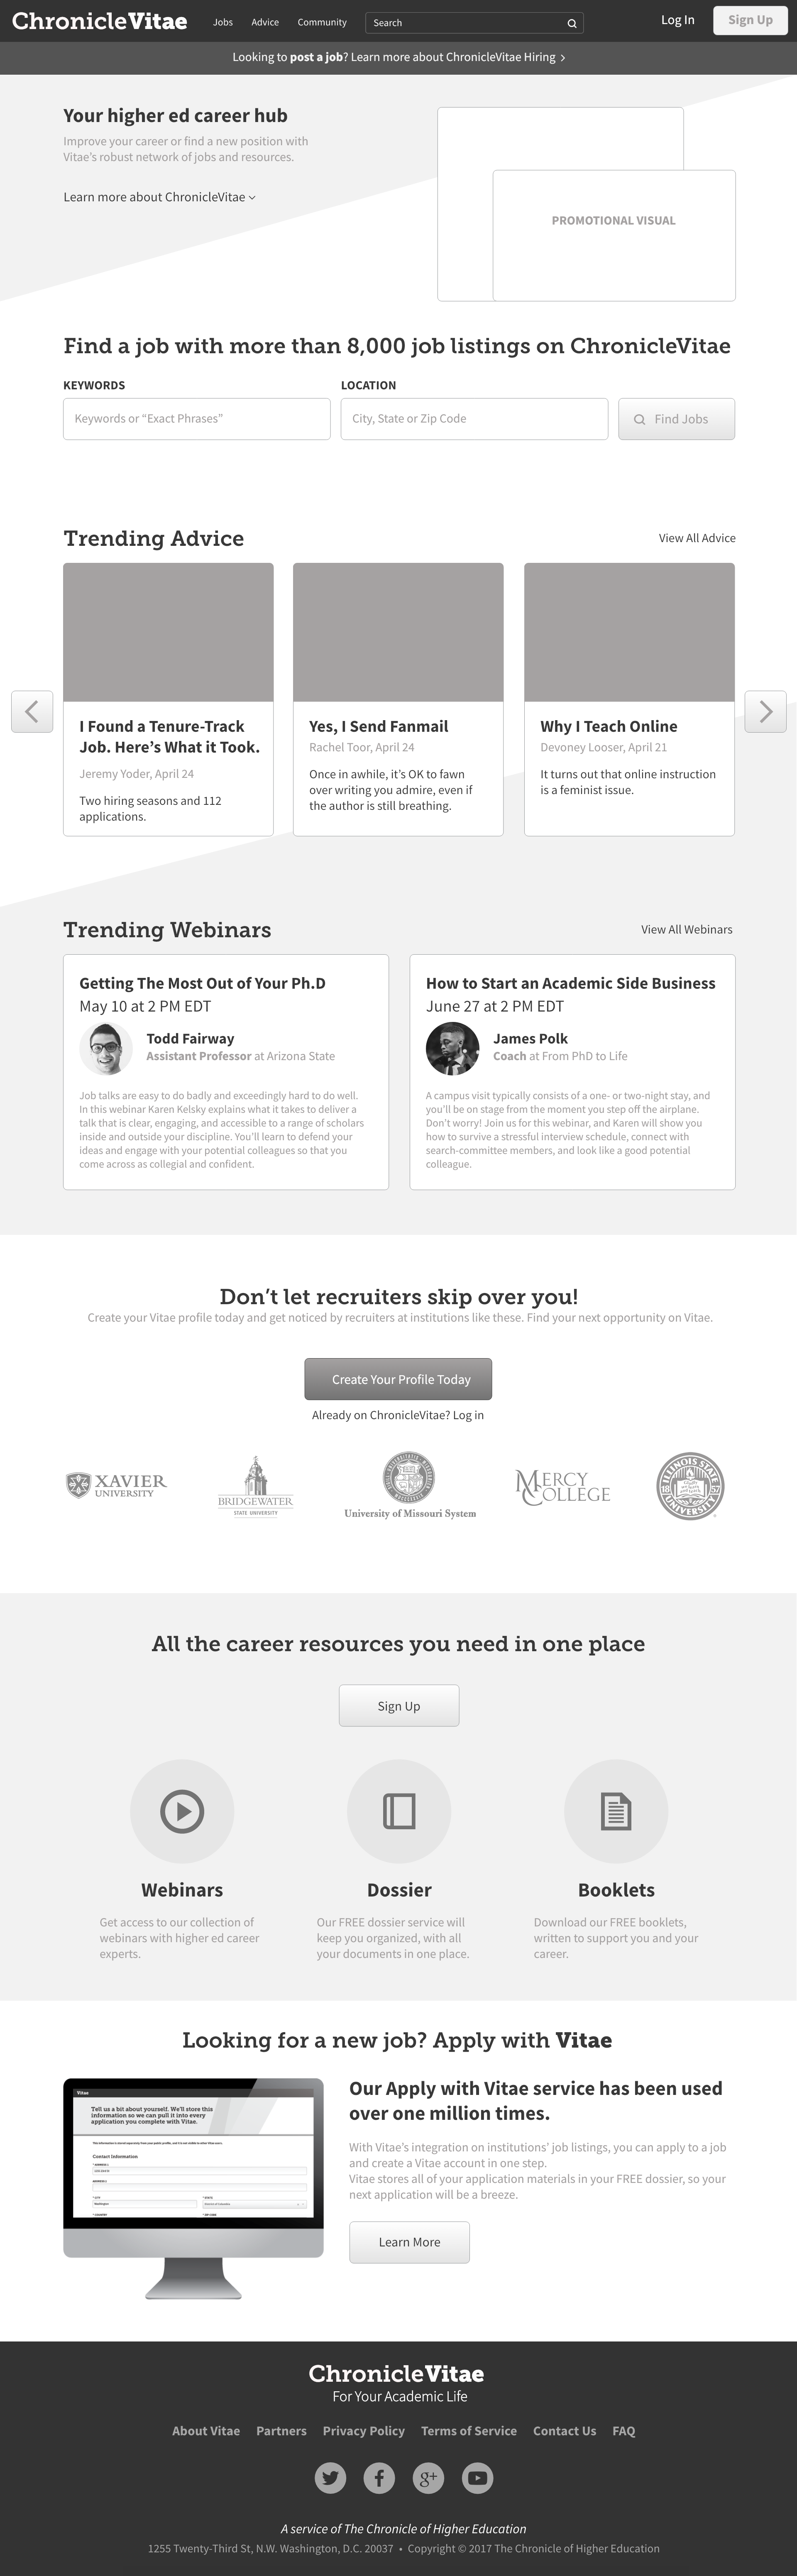 ChronicleVitae
Jobs
Advice
Community
Search
Log In
Sign Up
Looking to post a job? Learn more about ChronicleVitae Hiring
Your higher ed career hub
Improve your career or find a new position with
Vitae’s robust network of jobs and resources.
Learn more about ChronicleVitae
PROMOTIONAL VISUAL
Find a job with more than 8,000 job listings on ChronicleVitae
KEYWORDS
LOCATION
Keywords or “Exact Phrases”
City, State or Zip Code
Find Jobs
Trending Advice
View All Advice
I Found a Tenure-Track
Job. Here’s What it Took.
Jeremy Yoder, April 24
Two hiring seasons and 112
applications.
Yes, I Send Fanmail
Rachel Toor, April 24
Once in awhile, it’s OK to fawn
over writing you admire, even if
the author is still breathing.
Why I Teach Online
Devoney Looser, April 21
It turns out that online instruction
is a feminist issue.
Trending Webinars
View All Webinars
Getting The Most Out of Your Ph.D
May 10 at 2 PM EDT
Todd Fairway
Assistant Professor at Arizona State
Job talks are easy to do badly and exceedingly hard to do well.
In this webinar Karen Kelsky explains what it takes to deliver a
talk that is clear, engaging, and accessible to a range of scholars
inside and outside your discipline. You’ll learn to defend your
ideas and engage with your potential colleagues so that you
come across as collegial and confident.
How to Start an Academic Side Business
June 27 at 2 PM EDT
James Polk
Coach at From PhD to Life
A campus visit typically consists of a one- or two-night stay, and
you’ll be on stage from the moment you step off the airplane.
Don’t worry! Join us for this webinar, and Karen will show you
how to survive a stressful interview schedule, connect with
search-committee members, and look like a good potential
colleague.
Don’t let recruiters skip over you!
Create your Vitae profile today and get noticed by recruiters at institutions like these. Find your next opportunity on Vitae.
Create Your Profile Today
Already on ChronicleVitae? Log in
XAVIER
UNIVERSITY
BRIDGEWATER
STATE UNIVERSITY
University of Missouri System
MERCY
COLLEGE
ILLINOIS STATE
UNIVERSITY
18 57
All the career resources you need in one place
Sign Up
Webinars
Get access to our collection of
webinars with higher ed career
experts.
Dossier
Our FREE dossier service will
keep you organized, with all
your documents in one place.
Booklets
Download our FREE booklets,
written to support you and your
career.
Looking for a new job? Apply with Vitae
Vitae
Tell us a bit about yourself. We'll store this
information so we can pull it into every
application you complete with Vitae.
Contact Information
Our Apply with Vitae service has been used
over one million times.
With Vitae’s integration on institutions’ job listings, you can apply to a job
and create a Vitae account in one step.
Vitae stores all of your application materials in your FREE dossier, so your
next application will be a breeze.
Learn More
ChronicleVitae
For Your Academic Life
About Vitae
Partners
Privacy Policy
Terms of Service
Contact Us
FAQ
g+
A service of The Chronicle of Higher Education
1255 Twenty-Third St, N.W. Washington, D.C. 20037 • Copyright © 2017 The Chronicle of Higher Education